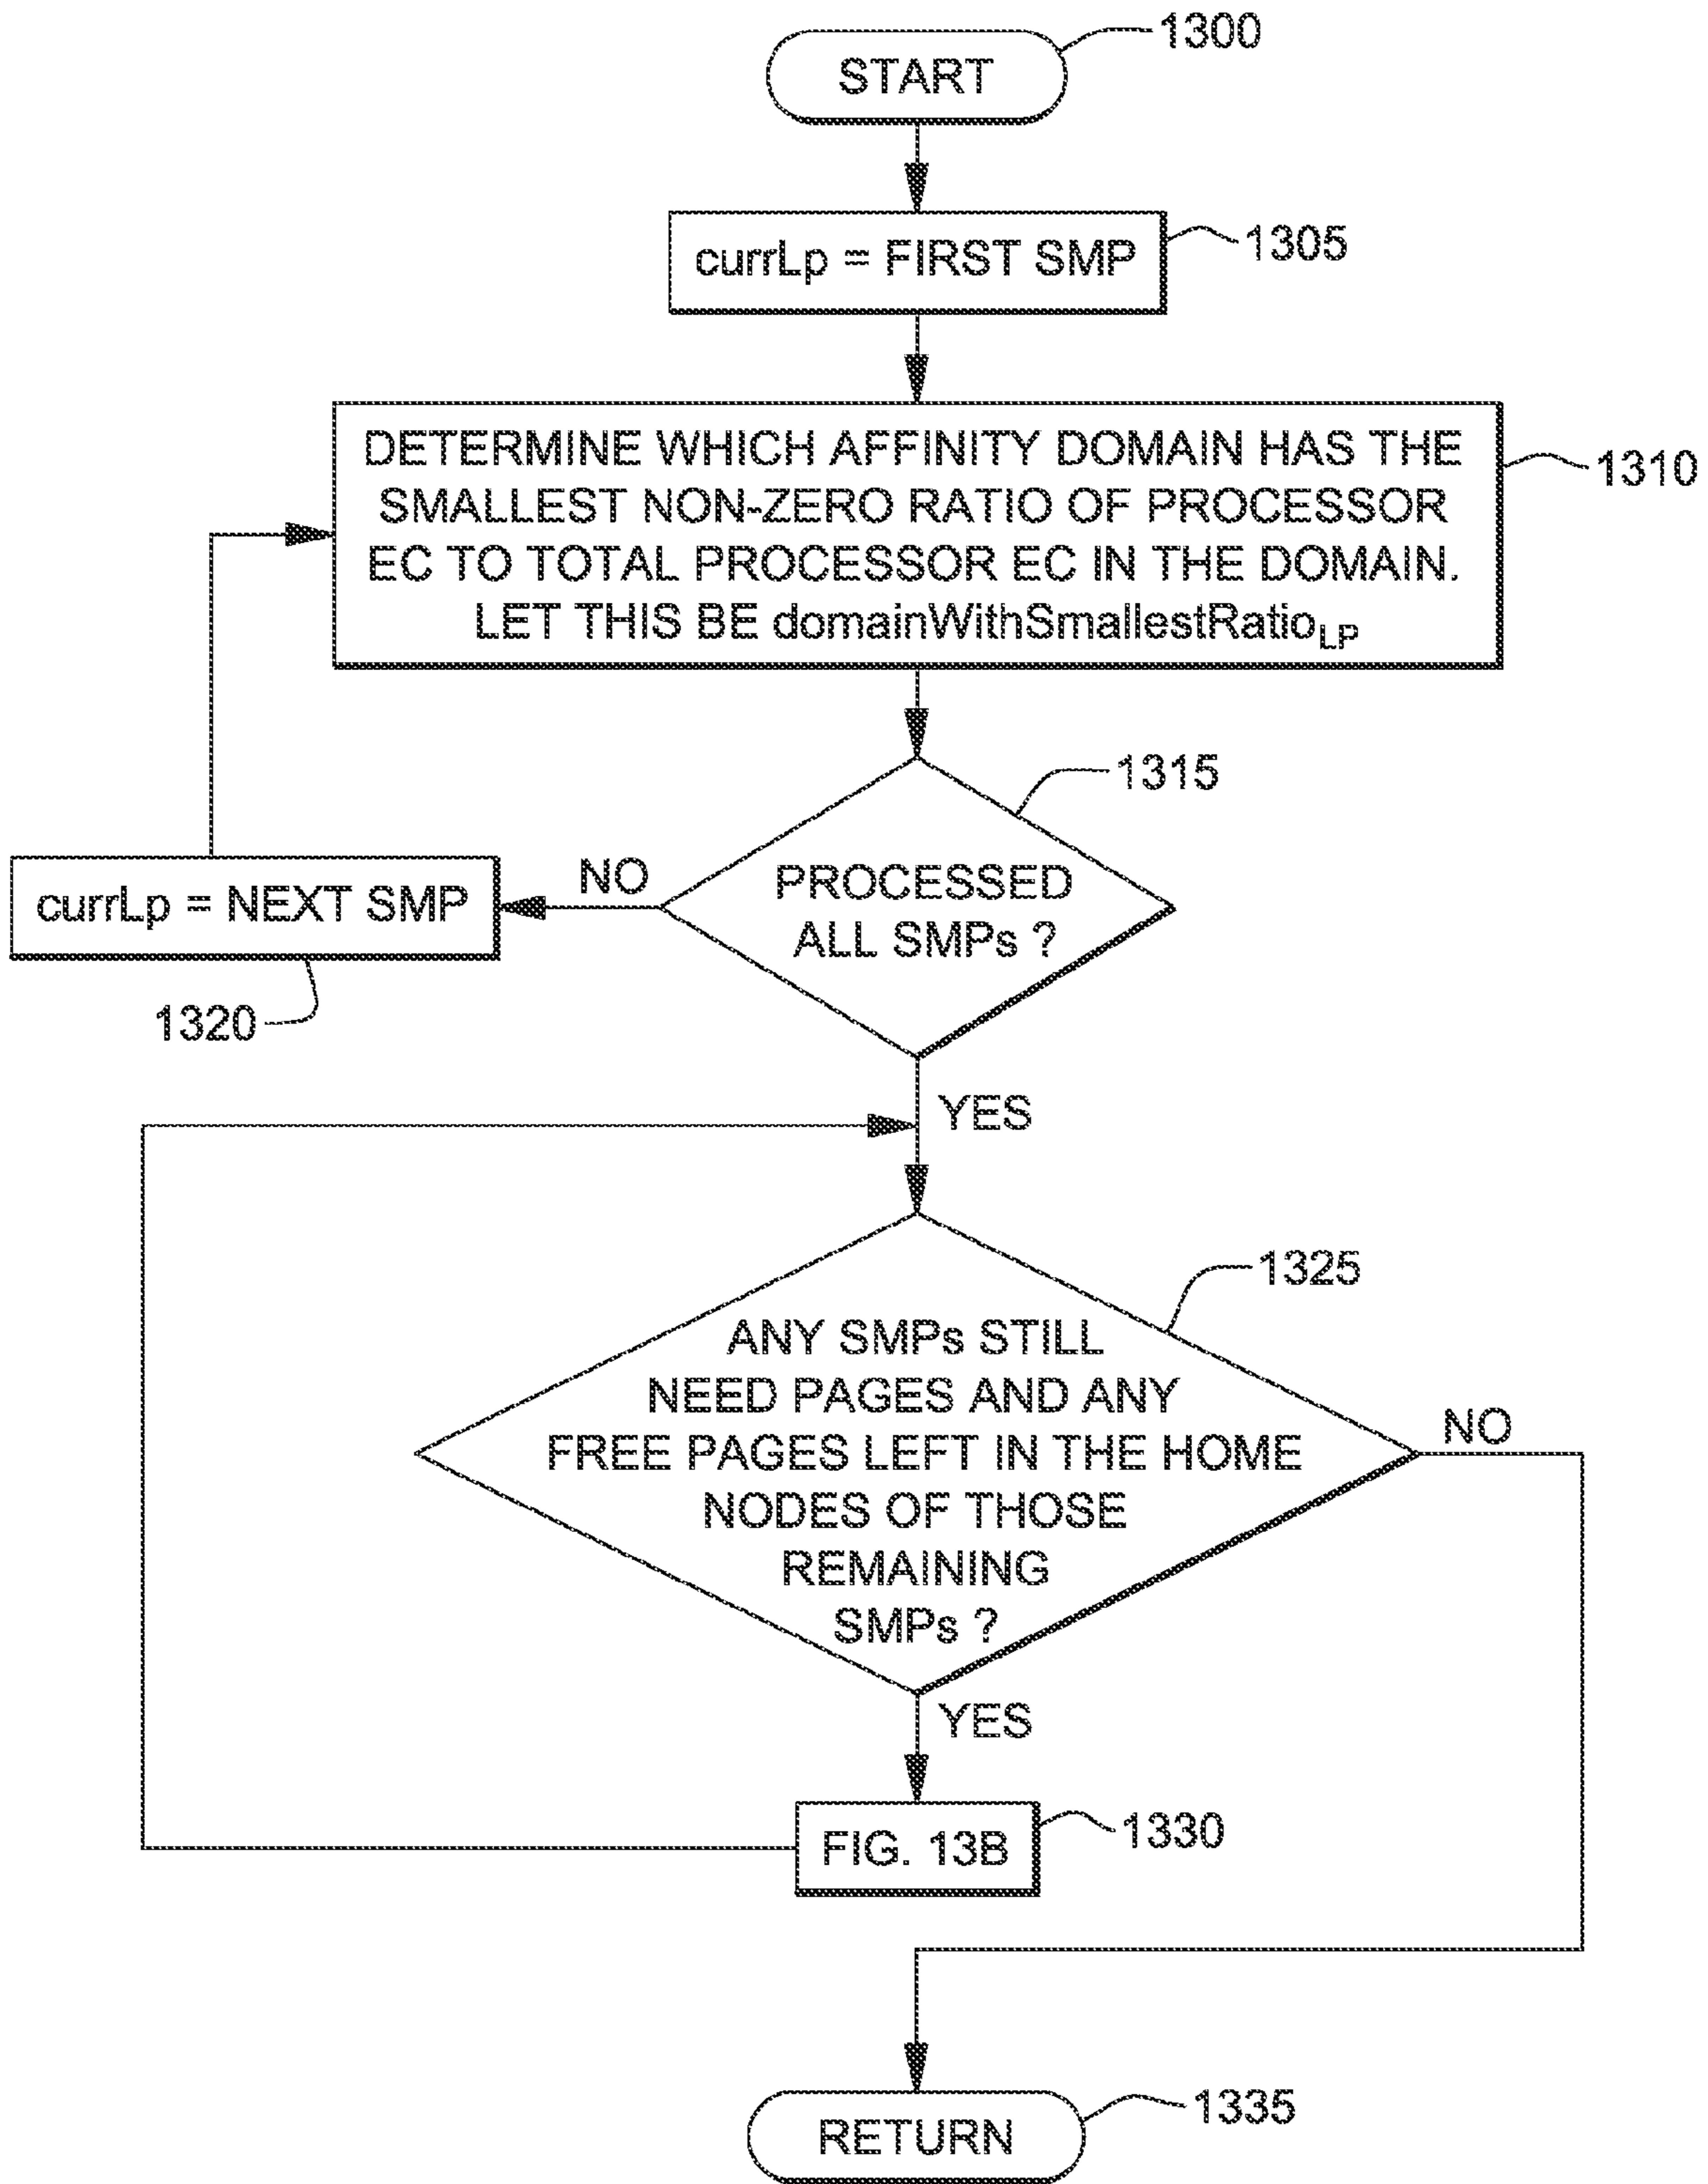 1300
START
currLp = FIRST SMP
1305
DETERMINE WHICH AFFINITY DOMAIN HAS THE
SMALLEST NON-ZERO RATIO OF PROCESSOR
EC TO TOTAL PROCESSOR EC IN THE DOMAIN.
LET THIS BE domainWithSmallestRatioLP
1310
1315
PROCESSED
ALL SMPs ?
NO
currLp = NEXT SMP
1320
YES
1325
ANY SMPs STILL
NEED PAGES AND ANY
FREE PAGES LEFT IN THE HOME
NODES OF THOSE
REMAINING
SMPs ?
NO
YES
FIG. 13B
1330
1335
RETURN